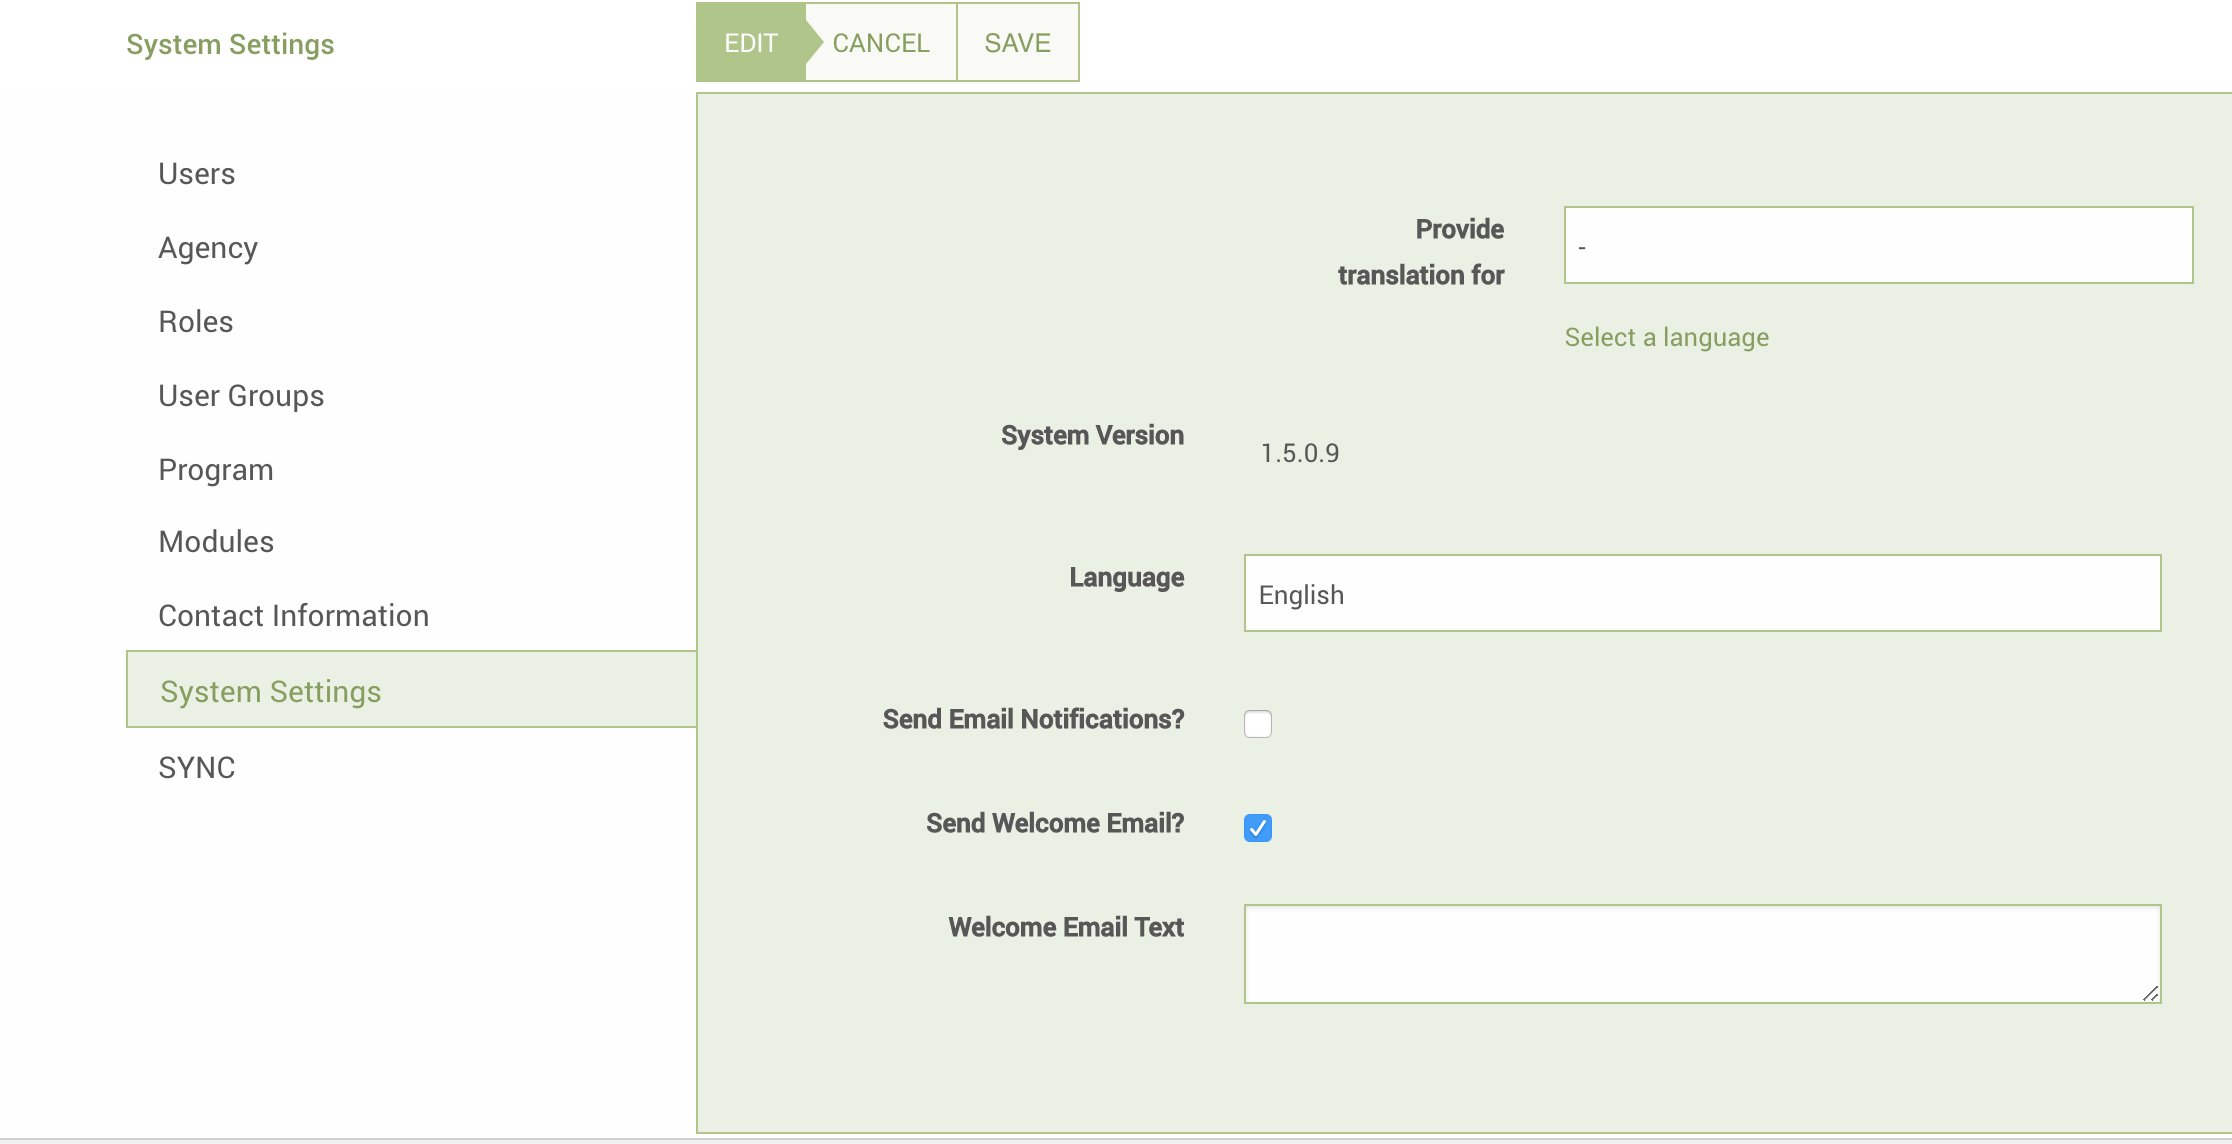 System Settings
EDIT
CANCEL
SAVE
Users
Agency
Roles
User Groups
Program
Modules
Contact Information
System Settings
SYNC
Provide
translation for
-
Select a language
System Version
1.5.0.9
Language
English
Send Email Notifications?
Send Welcome Email?
Welcome Email Text